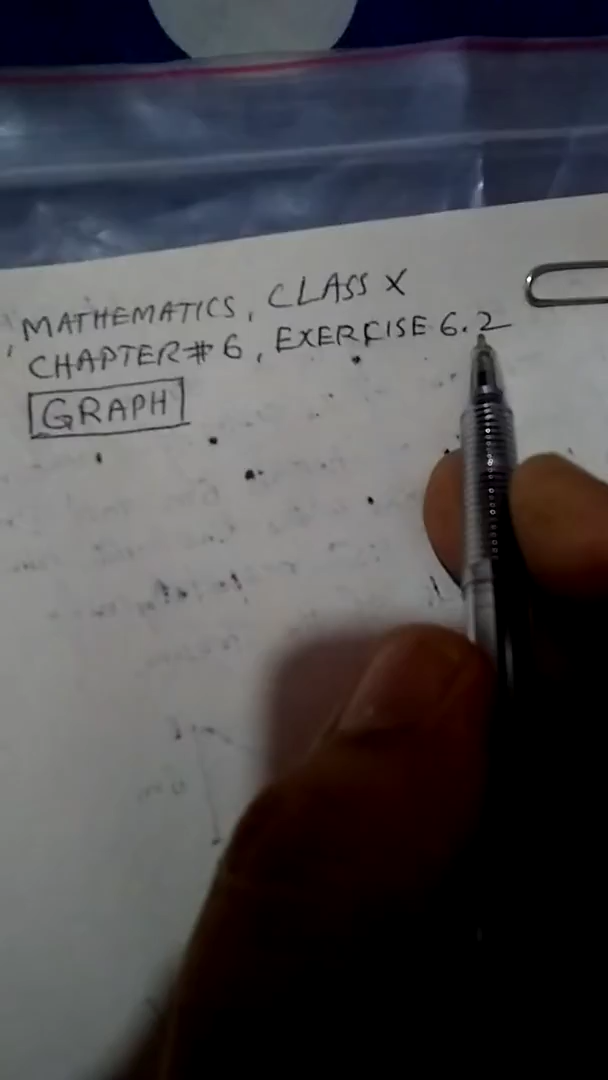 MATHEMATICS, CLASS X
CHAPTER # 6, EXERCISE 6.2
GRAPH